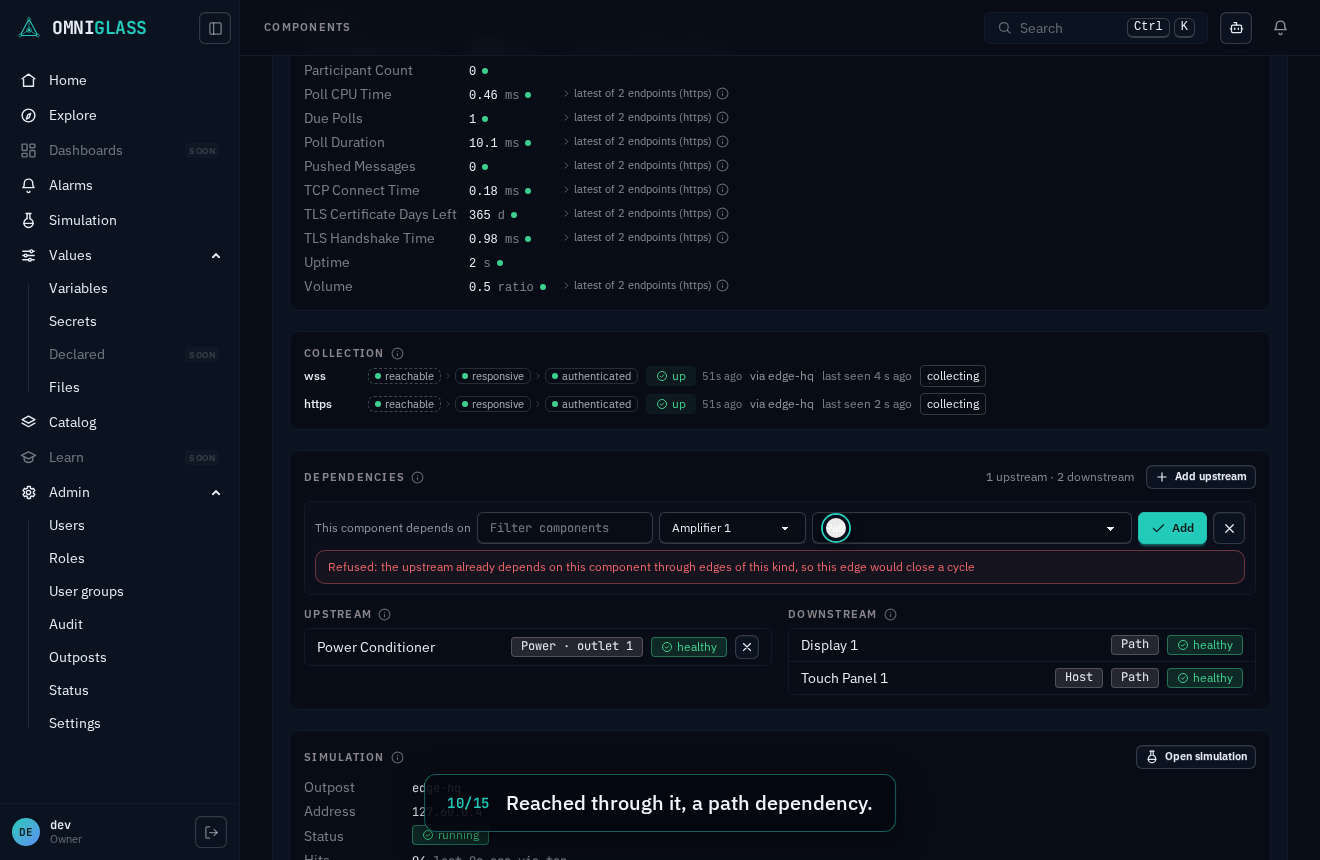 OMNIGLASS
COMPONENTS
Search
Ctrl
K
Home
Explore
Dashboards
SOON
Alarms
Simulation
Values
Variables
Secrets
Declared
SOON
Files
Catalog
Learn
SOON
Admin
Users
Roles
User groups
Audit
Outposts
Status
Settings
DE
dev
Owner
Participant Count 0
Poll CPU Time 0.46 ms latest of 2 endpoints (https)
Due Polls 1 latest of 2 endpoints (https)
Poll Duration 10.1 ms latest of 2 endpoints (https)
Pushed Messages 0 latest of 2 endpoints (https)
TCP Connect Time 0.18 ms latest of 2 endpoints (https)
TLS Certificate Days Left 365 d latest of 2 endpoints (https)
TLS Handshake Time 0.98 ms latest of 2 endpoints (https)
Uptime 2 s
Volume 0.5 ratio latest of 2 endpoints (https)
COLLECTION
wss reachable responsive authenticated up 51s ago via edge-hq last seen 4 s ago collecting
https reachable responsive authenticated up 51s ago via edge-hq last seen 2 s ago collecting
DEPENDENCIES
1 upstream · 2 downstream
Add upstream
This component depends on Filter components Amplifier 1 Add
Refused: the upstream already depends on this component through edges of this kind, so this edge would close a cycle
UPSTREAM
Power Conditioner Power · outlet 1 healthy
DOWNSTREAM
Display 1 Path healthy
Touch Panel 1 Host Path healthy
SIMULATION
Open simulation
Outpost edge-hq
Address
Status running
10/15 Reached through it, a path dependency.